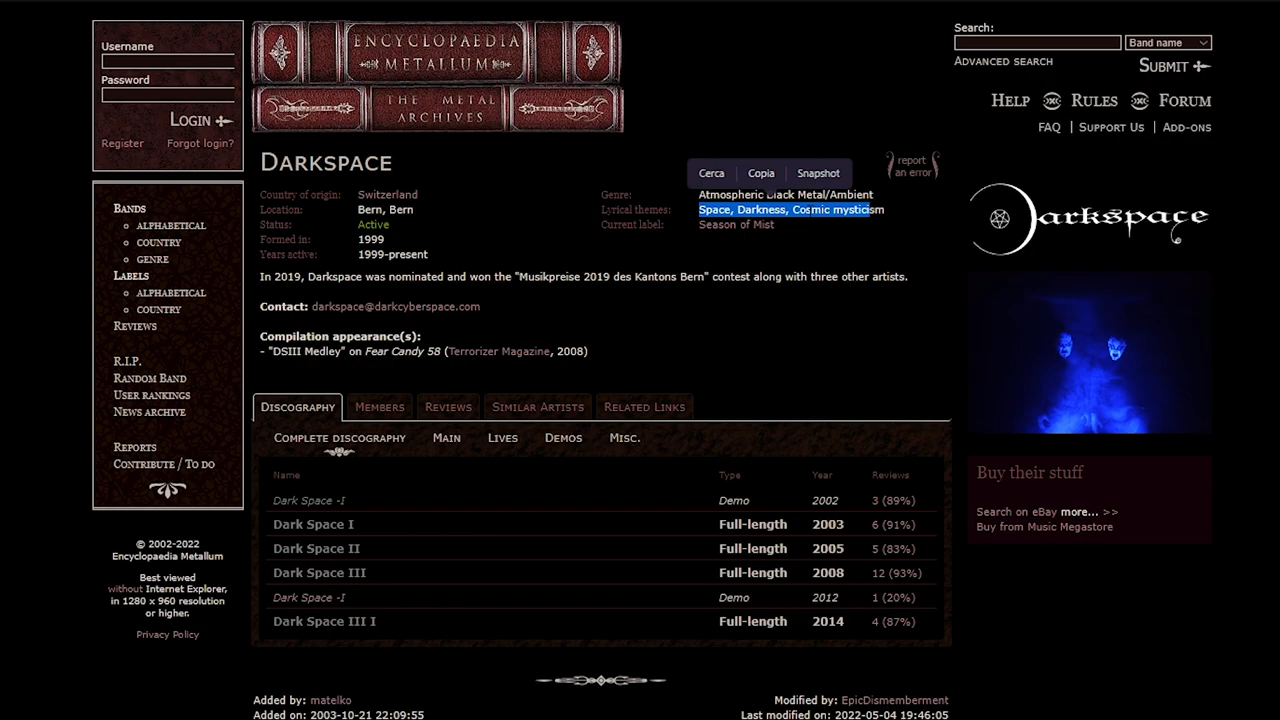 Username
Password
LOGIN
Register Forgot login?
ENCYCLOPAEDIA
METALLUM
THE METAL
ARCHIVES
Search:
Band name
ADVANCED SEARCH
SUBMIT
HELP RULES FORUM
FAQ | SUPPORT US | ADD-ONS
BANDS
ALPHABETICAL
COUNTRY
GENRE
LABELS
ALPHABETICAL
COUNTRY
REVIEWS
R.I.P.
RANDOM BAND
USER RANKINGS
NEWS ARCHIVE
REPORTS
CONTRIBUTE / TO DO
© 2002-2022
Encyclopaedia Metallum
Best viewed
without Internet Explorer,
in 1280 x 960 resolution
or higher.
Privacy Policy
DARKSPACE
report
an error
Cerca Copia Snapshot
Country of origin: Switzerland
Location: Bern, Bern
Status: Active
Formed in: 1999
Years active: 1999-present
Genre: Atmospheric Black Metal/Ambient
Lyrical themes: Space, Darkness, Cosmic mysticism
Current label: Season of Mist
In 2019, Darkspace was nominated and won the "Musikpreise 2019 des Kantons Bern" contest along with three other artists.
Contact: darkspace@darkcyberspace.com
Compilation appearance(s):
- "DSIII Medley" on Fear Candy 58 (Terrorizer Magazine, 2008)
DISCOGRAPHY MEMBERS REVIEWS SIMILAR ARTISTS RELATED LINKS
COMPLETE DISCOGRAPHY MAIN LIVES DEMOS MISC.
Name Type Year Reviews
Dark Space -I Demo 2002 3 (89%)
Dark Space I Full-length 2003 6 (91%)
Dark Space II Full-length 2005 5 (83%)
Dark Space III Full-length 2008 12 (93%)
Dark Space -I Demo 2012 1 (20%)
Dark Space III I Full-length 2014 4 (87%)
Added by: matelko
Added on: 2003-10-21 22:09:55
Modified by: EpicDismemberment
Last modified on: 2022-05-04 19:46:05
Darkspace
Buy their stuff
Search on eBay more... >>
Buy from Music Megastore